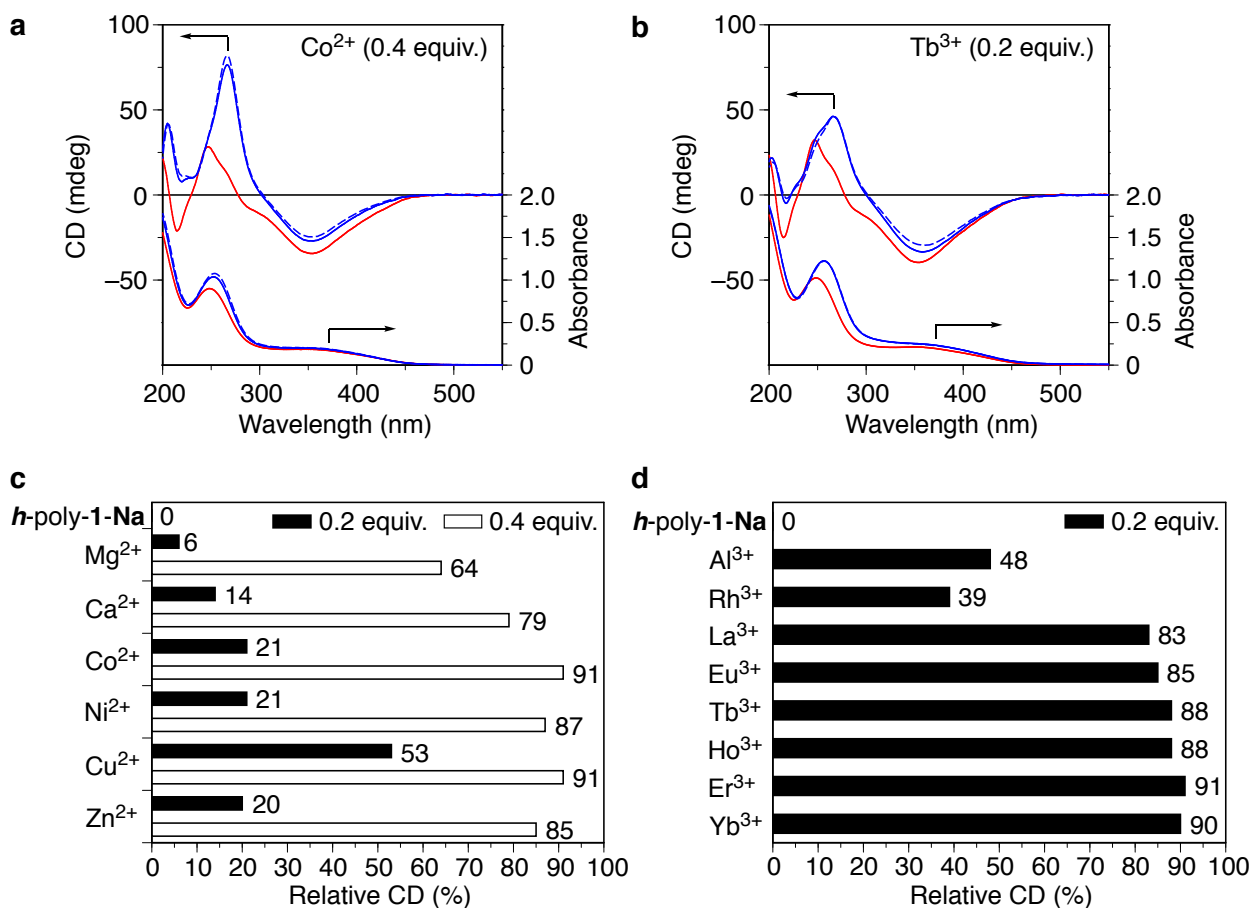 a
Co²⁺ (0.4 equiv.)
100
50
0
–50
CD (mdeg)
2.0
1.5
1.0
0.5
0
Absorbance
200 300 400 500
Wavelength (nm)
b
Tb³⁺ (0.2 equiv.)
100
50
0
–50
CD (mdeg)
2.0
1.5
1.0
0.5
0
Absorbance
200 300 400 500
Wavelength (nm)
c
0.2 equiv. 0.4 equiv.
h-poly-1-Na 0
Mg²⁺ 6
64
Ca²⁺ 14
79
Co²⁺ 21
91
Ni²⁺ 21
87
Cu²⁺ 53
91
Zn²⁺ 20
85
0 10 20 30 40 50 60 70 80 90 100
Relative CD (%)
d
0.2 equiv.
h-poly-1-Na 0
Al³⁺ 48
Rh³⁺ 39
La³⁺ 83
Eu³⁺ 85
Tb³⁺ 88
Ho³⁺ 88
Er³⁺ 91
Yb³⁺ 90
0 10 20 30 40 50 60 70 80 90 100
Relative CD (%)